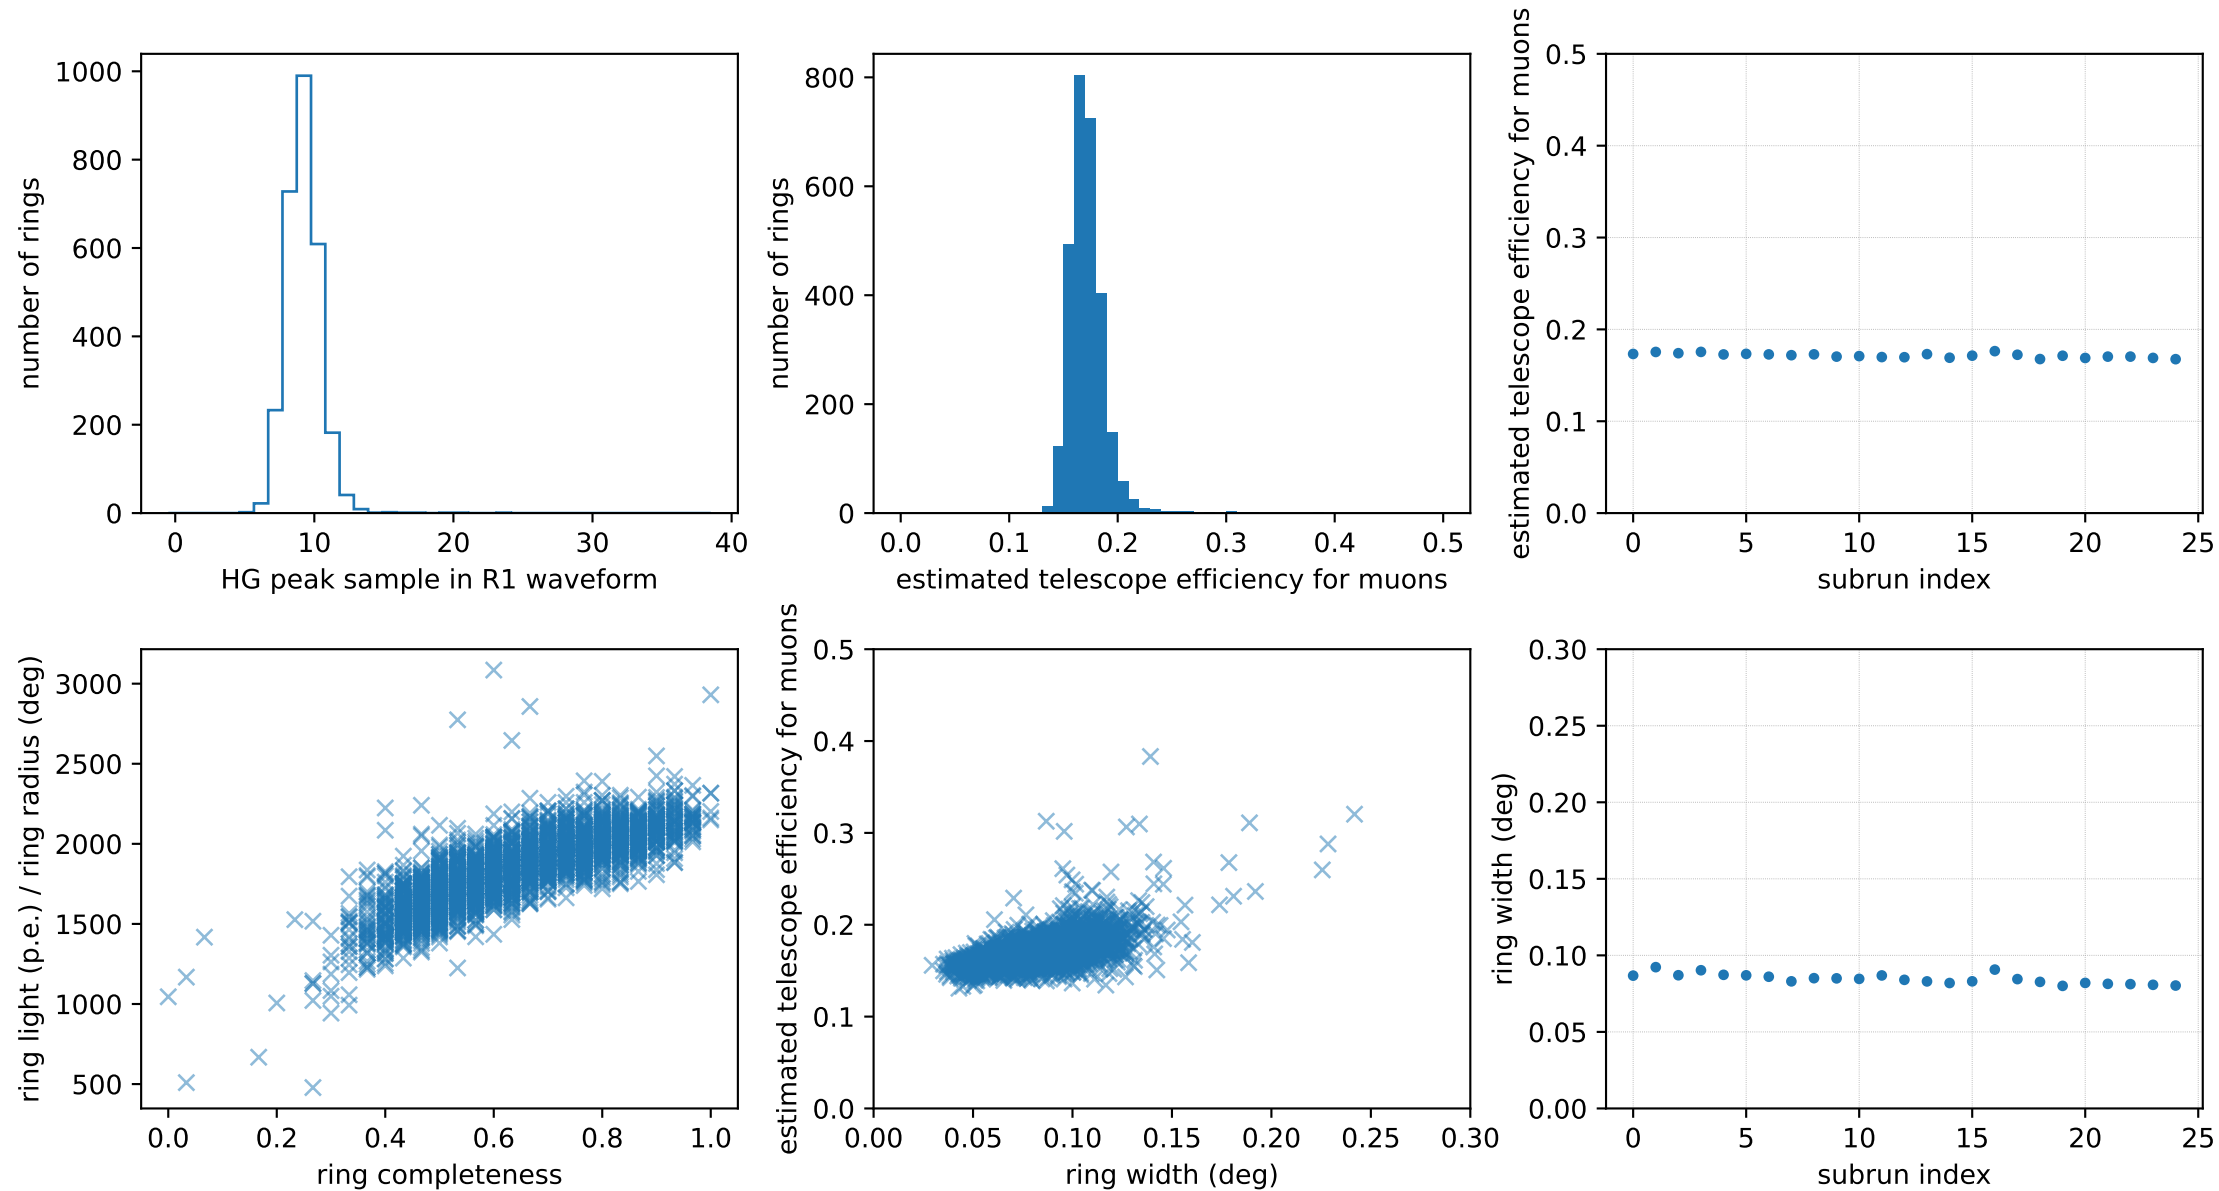 1000
800
600
400
200
0
number of rings
0 10 20 30 40
HG peak sample in R1 waveform
800
600
400
200
0
number of rings
0.0 0.1 0.2 0.3 0.4 0.5
estimated telescope efficiency for muons
0.5
0.4
0.3
0.2
0.1
0.0
estimated telescope efficiency for muons
0 5 10 15 20 25
subrun index
3000
2500
2000
1500
1000
500
ring light (p.e.) / ring radius (deg)
0.0 0.2 0.4 0.6 0.8 1.0
ring completeness
0.5
0.4
0.3
0.2
0.1
0.0
estimated telescope efficiency for muons
0.00 0.05 0.10 0.15 0.20 0.25 0.30
ring width (deg)
0.30
0.25
0.20
0.15
0.10
0.05
0.00
ring width (deg)
0 5 10 15 20 25
subrun index